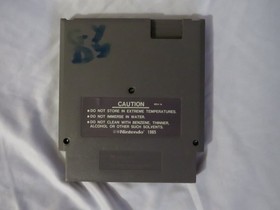 83
CAUTION
●DO NOT STORE IN EXTREME TEMPERATURES.
●DO NOT IMMERSE IN WATER.
●DO NOT CLEAN WITH BENZENE, THINNER,
ALCOHOL OR OTHER SUCH SOLVENTS.
©Nintendo 1985